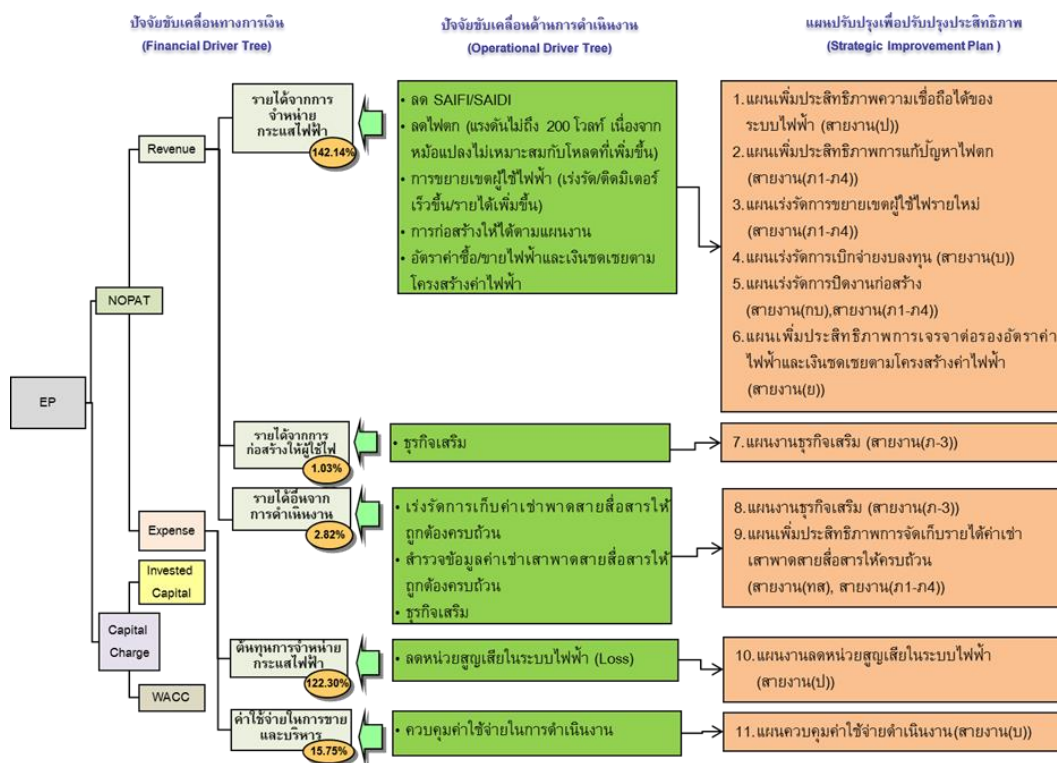 ปัจจัยขับเคลื่อนทางการเงิน
(Financial Driver Tree)
ปัจจัยขับเคลื่อนด้านการดำเนินงาน
(Operational Driver Tree)
แผนปรับปรุงเพื่อปรับปรุงประสิทธิภาพ
(Strategic Improvement Plan )
EP
NOPAT
Revenue
Expense
Invested
Capital
Capital
Charge
WACC
รายได้จากการ
จำหน่าย
กระแสไฟฟ้า
142.14%
• ลด SAIFI/SAIDI
• ลดไฟตก (แรงดันไม่ถึง 200 โวลท์ เนื่องจาก
หม้อแปลงไม่เหมาะสมกับโหลดที่เพิ่มขึ้น)
• การขยายเขตผู้ใช้ไฟฟ้า (เร่งรัด/ติดมิเตอร์
เร็วขึ้น/รายได้เพิ่มขึ้น)
• การก่อสร้างให้ได้ตามแผนงาน
• อัตราค่าซื้อ/ขายไฟฟ้าและเงินชดเชยตาม
โครงสร้างค่าไฟฟ้า
1.แผนเพิ่มประสิทธิภาพความเชื่อถือได้ของ
ระบบไฟฟ้า (สายงาน(ป))
2.แผนเพิ่มประสิทธิภาพการแก้ปัญหาไฟตก
(สายงาน(ภ1-ภ4))
3.แผนเร่งรัดการขยายเขตผู้ใช้ไฟรายใหม่
(สายงาน(ภ1-ภ4))
4.แผนเร่งรัดการเบิกจ่ายงบลงทุน (สายงาน(บ))
5.แผนเร่งรัดการปิดงานก่อสร้าง
(สายงาน(กบ),สายงาน(ภ1-ภ4))
6.แผนเพิ่มประสิทธิภาพการเจรจาต่อรองอัตราค่า
ไฟฟ้าและเงินชดเชยตามโครงสร้างค่าไฟฟ้า
(สายงาน(ย))
รายได้จากการ
ก่อสร้างให้ผู้ใช้ไฟ
1.03%
• ธุรกิจเสริม
7.แผนงานธุรกิจเสริม (สายงาน(ภ-3))
รายได้อื่นจาก
การดำเนินงาน
2.82%
• เร่งรัดการเก็บค่าเช่าพาดสายสื่อสารให้
ถูกต้องครบถ้วน
• สำรวจข้อมูลค่าเช่าเสาพาดสายสื่อสารให้
ถูกต้องครบถ้วน
• ธุรกิจเสริม
8.แผนงานธุรกิจเสริม (สายงาน(ภ-3))
9.แผนเพิ่มประสิทธิภาพการจัดเก็บรายได้ค่าเช่า
เสาพาดสายสื่อสารให้ครบถ้วน
(สายงาน(ทส), สายงาน(ภ1-ภ4))
ต้นทุนการจำหน่าย
กระแสไฟฟ้า
122.30%
• ลดหน่วยสูญเสียในระบบไฟฟ้า (Loss)
10.แผนงานลดหน่วยสูญเสียในระบบไฟฟ้า
(สายงาน(ป))
ค่าใช้จ่ายในการขาย
และบริหาร
15.75%
• ควบคุมค่าใช้จ่ายในการดำเนินงาน
11.แผนควบคุมค่าใช้จ่ายดำเนินงาน(สายงาน(บ))